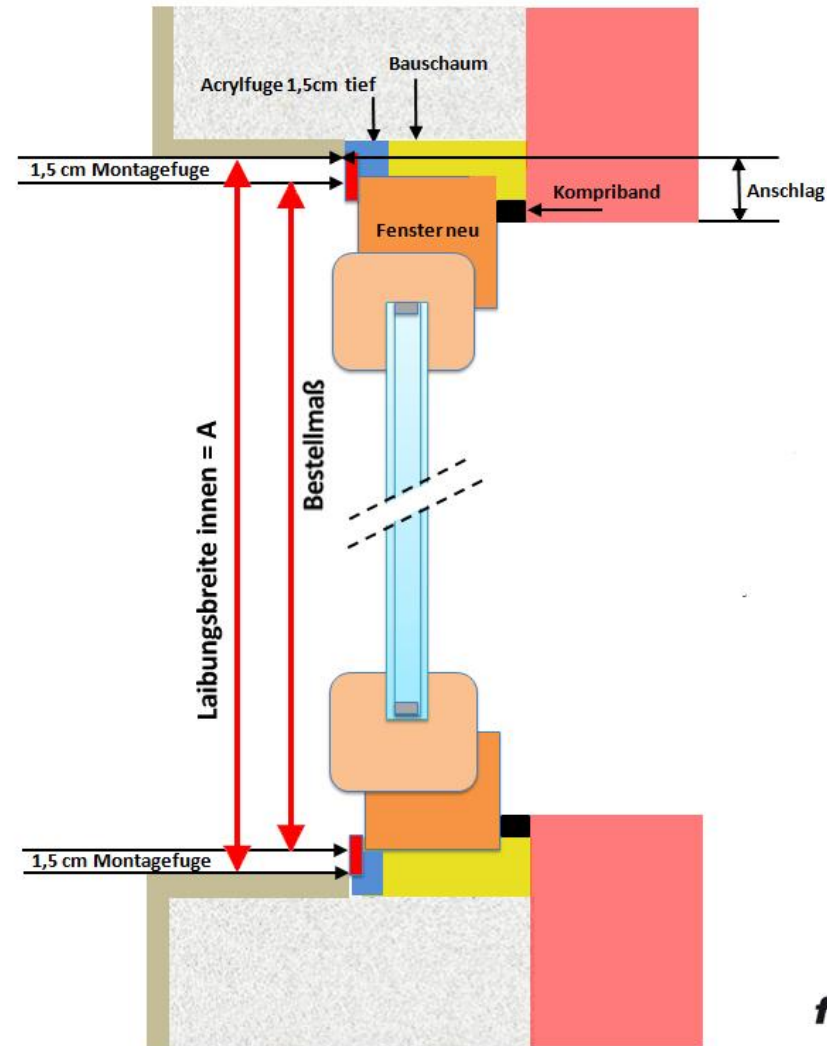 Bauschaum
Acrylfuge 1,5cm tief
1,5 cm Montagefuge
Anschlag
Kompriband
Fenster neu
Laibungsbreite innen = A
Bestellmaß
1,5 cm Montagefuge
f